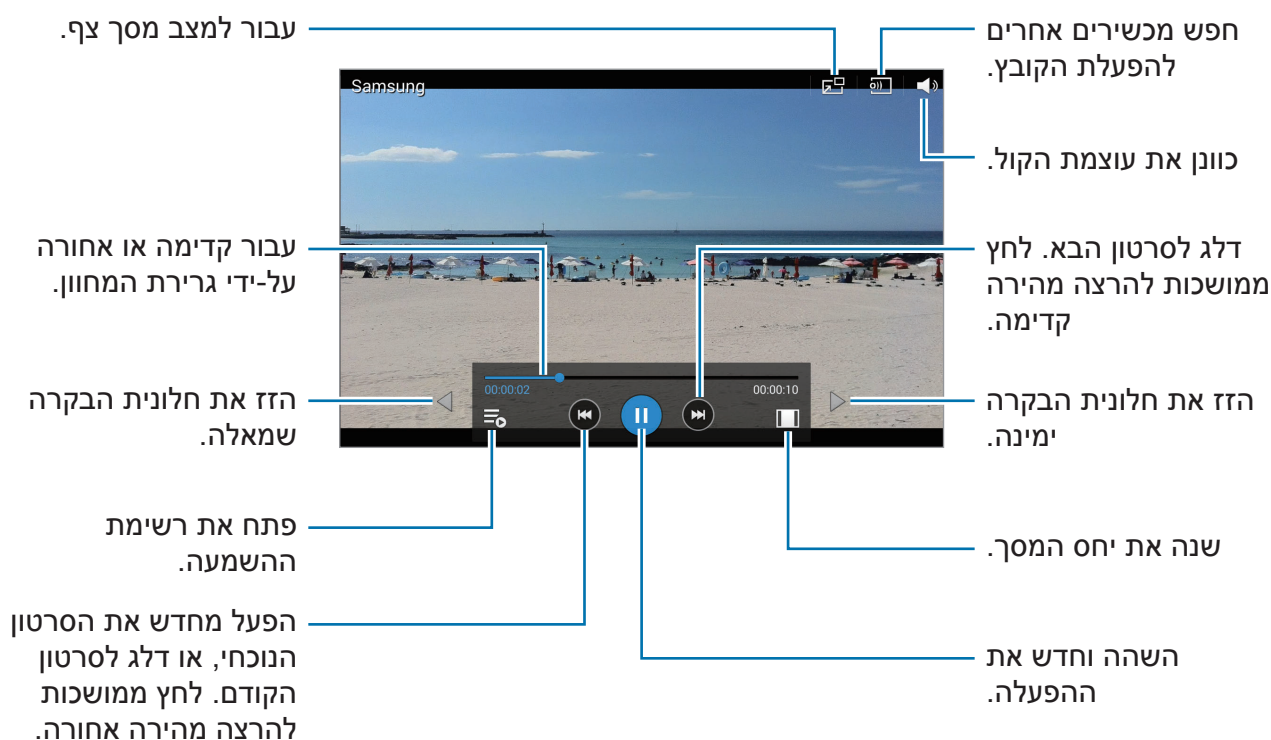 עבור למצב מסך צף.
חפש מכשירים אחרים
להפעלת הקובץ.
Samsung
כוונן את עוצמת הקול.
עבור קדימה או אחורה
על-ידי גרירת המחוון.
דלג לסרטון הבא. לחץ
ממושכות להרצה מהירה
קדימה.
00:00:02
00:00:10
הזז את חלונית הבקרה
שמאלה.
הזז את חלונית הבקרה
ימינה.
פתח את רשימת
ההשמעה.
שנה את יחס המסך.
הפעל מחדש את הסרטון
הנוכחי, או דלג לסרטון
הקודם. לחץ ממושכות
להרצה מהירה אחורה.
השהה וחדש את
ההפעלה.